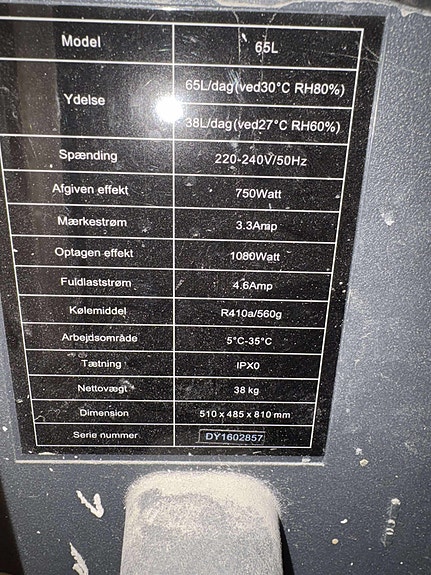 Model 65L
Ydelse 65L/dag(ved30°C RH80%)
38L/dag(ved27°C RH60%)
Spænding 220-240V/50Hz
Afgiven effekt 750Watt
Mærkestrøm 3.3Amp
Optagen effekt 1080Watt
Fuldlaststrøm 4.6Amp
Kølemiddel R410a/560g
Arbejdsområde 5°C-35°C
Tætning IPX0
Nettovægt 38 kg
Dimension 510 x 485 x 810 mm
Serie nummer DY1602857